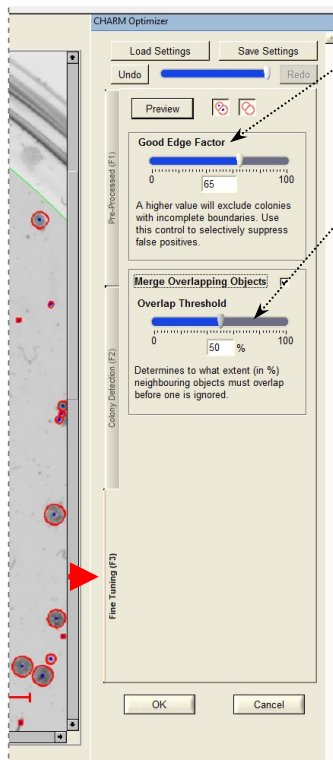 CHARM Optimizer
Load Settings
Save Settings
Undo
Redo
Preview
Good Edge Factor
0
65
100
A higher value will exclude colonies
with incomplete boundaries. Use
this control to selectively suppress
false positives.
Merge Overlapping Objects
Overlap Threshold
0
50 %
100
Determines to what extent (in %)
neighbouring objects must overlap
before one is ignored.
Pre-Processed (F1)
Colony Detection (F2)
Fine Tuning (F3)
OK
Cancel